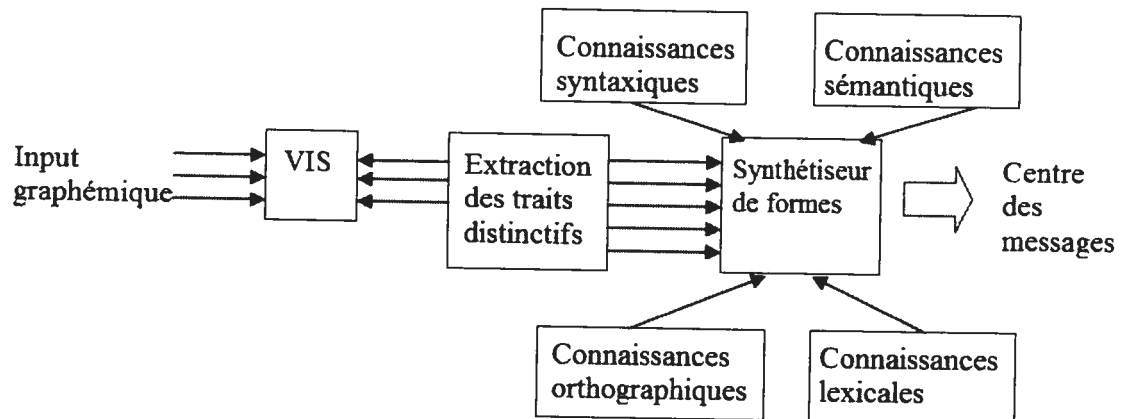 Connaissances
syntaxiques
Connaissances
sémantiques
Input
graphémique
VIS
Extraction
des traits
distinctifs
Synthétiseur
de formes
Centre
des
messages
Connaissances
orthographiques
Connaissances
lexicales